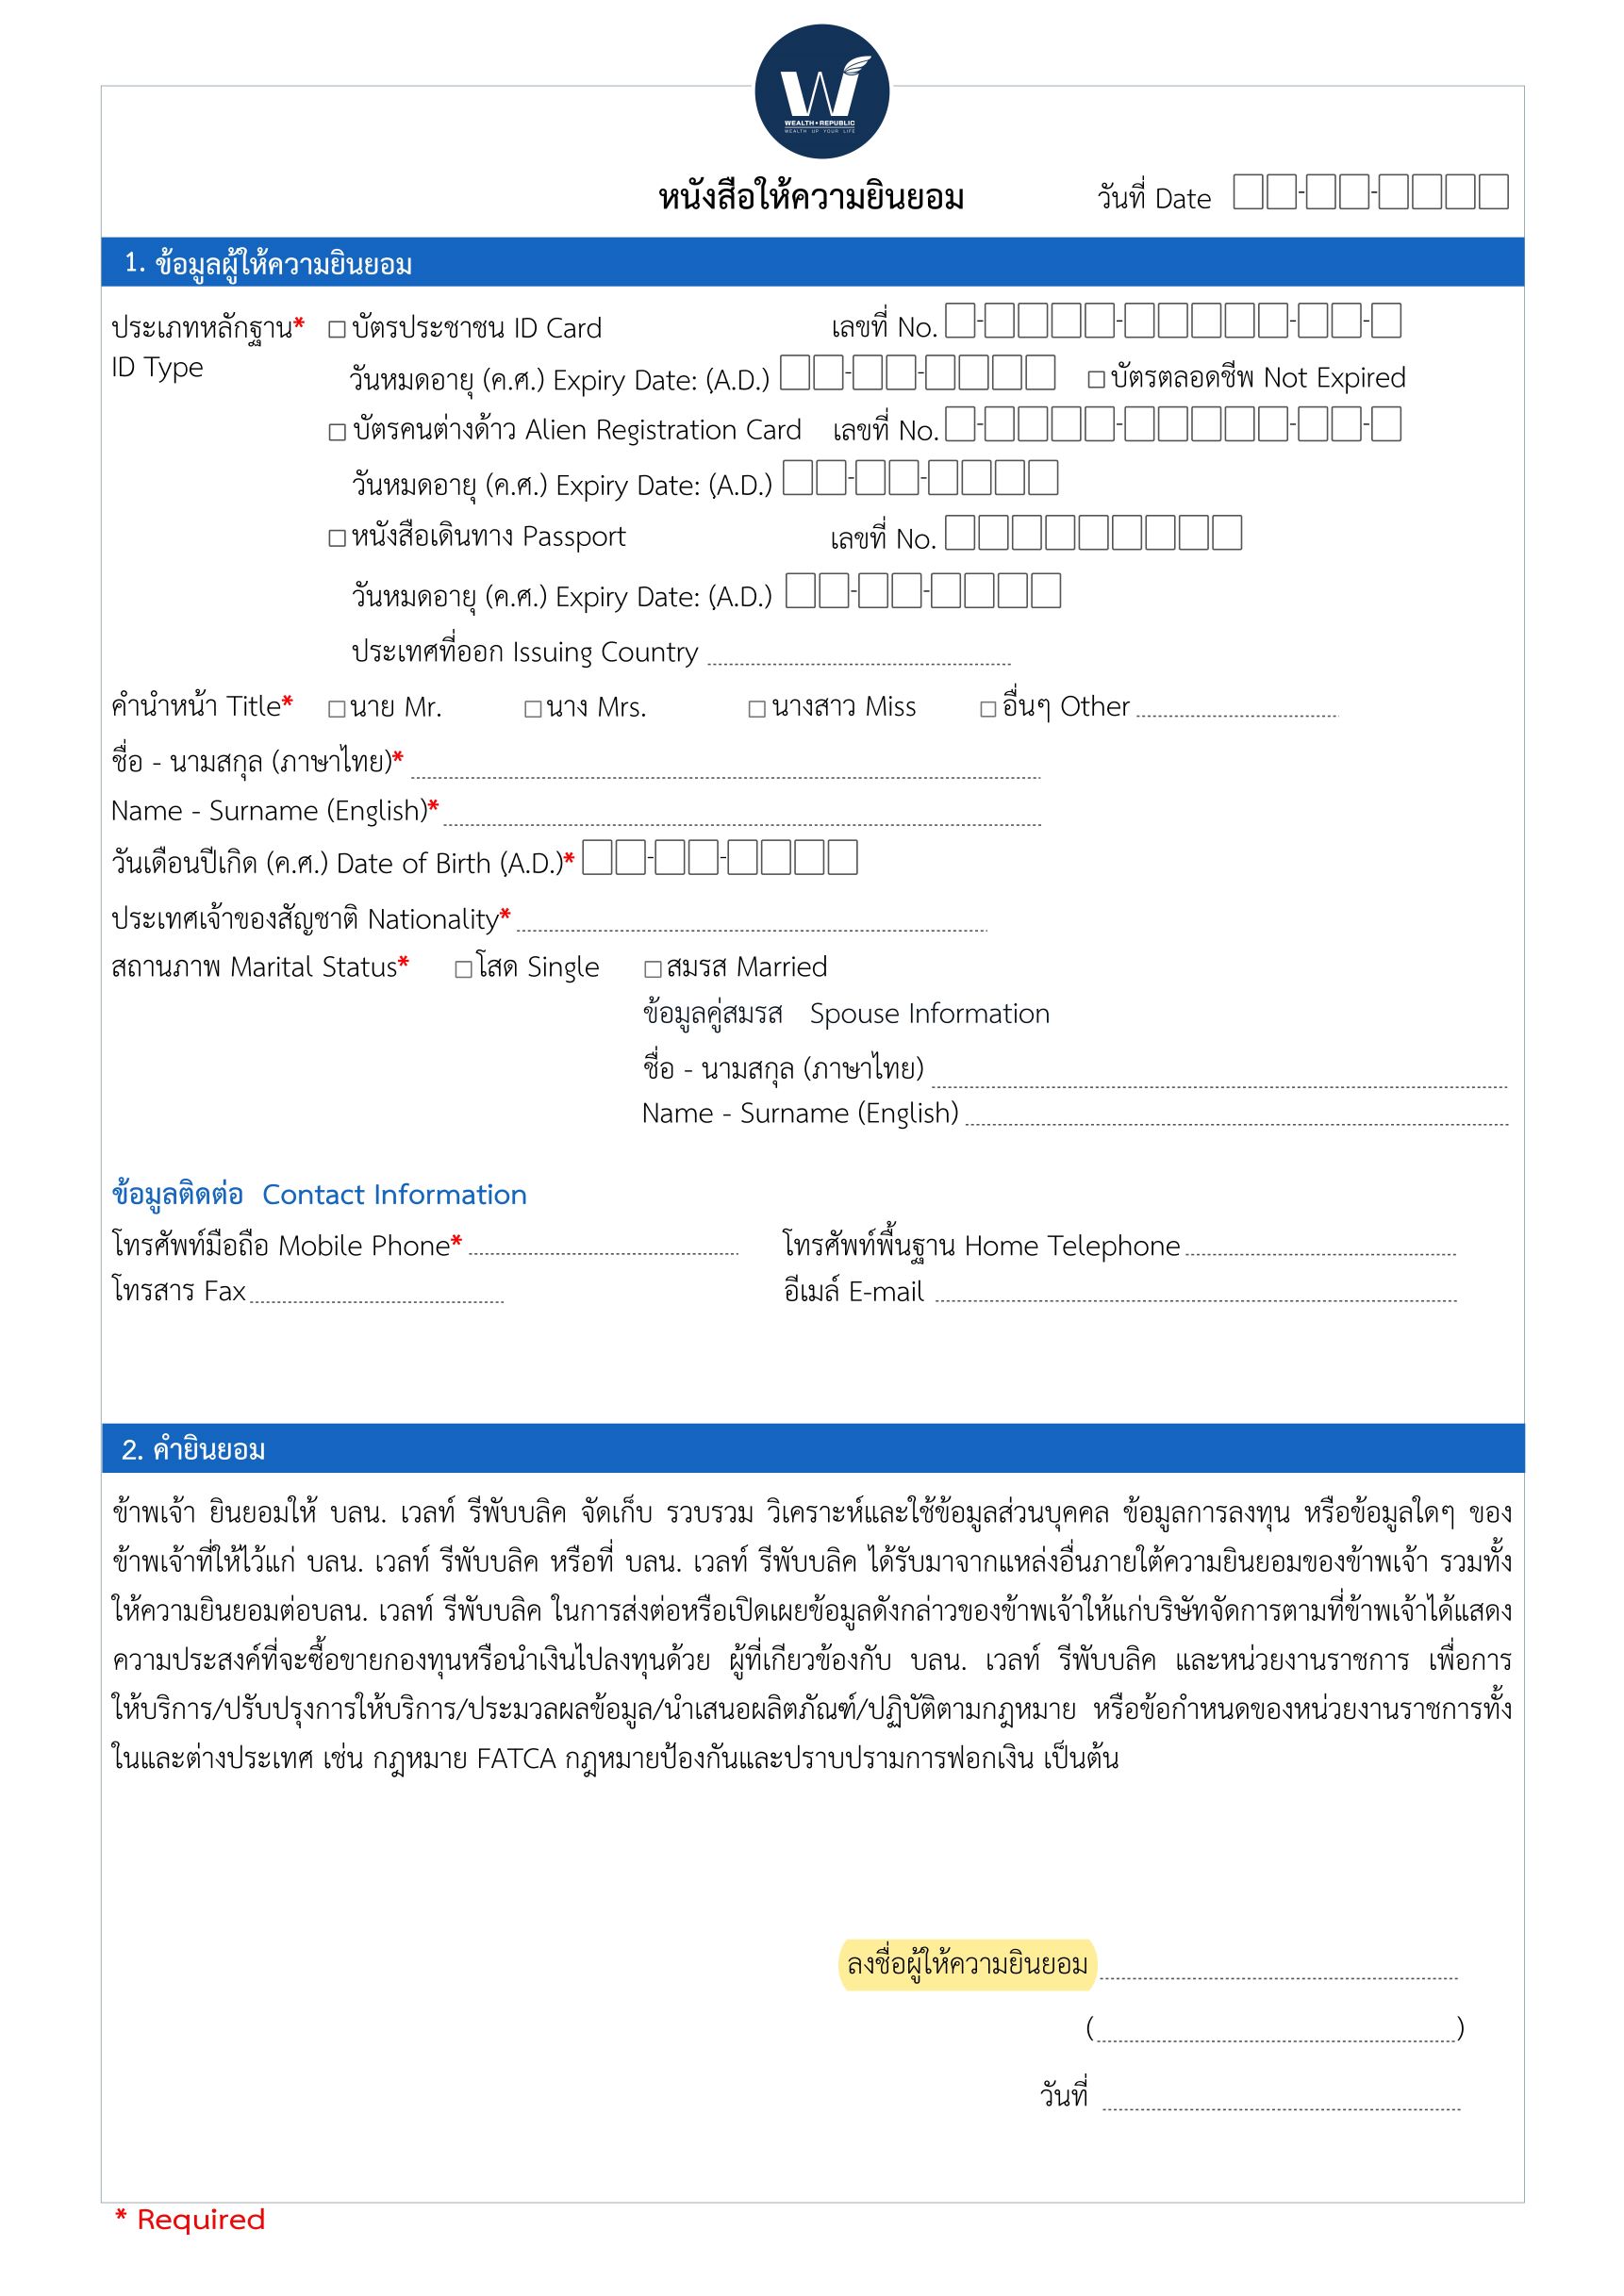 W
WEALTH•REPUBLIC
WEALTH UP YOUR LIFE
หนังสือให้ความยินยอม วันที่ Date - -
1. ข้อมูลผู้ให้ความยินยอม
ประเภทหลักฐาน* บัตรประชาชน ID Card เลขที่ No. - - - -
ID Type วันหมดอายุ (ค.ศ.) Expiry Date: (A.D.) - - บัตรตลอดชีพ Not Expired
บัตรคนต่างด้าว Alien Registration Card เลขที่ No. - - - -
วันหมดอายุ (ค.ศ.) Expiry Date: (A.D.) - -
หนังสือเดินทาง Passport เลขที่ No.
วันหมดอายุ (ค.ศ.) Expiry Date: (A.D.) - -
ประเทศที่ออก Issuing Country
คำนำหน้า Title* นาย Mr. นาง Mrs. นางสาว Miss อื่นๆ Other
ชื่อ - นามสกุล (ภาษาไทย)*
Name - Surname (English)*
วันเดือนปีเกิด (ค.ศ.) Date of Birth (A.D.)* - -
ประเทศเจ้าของสัญชาติ Nationality*
สถานภาพ Marital Status* โสด Single สมรส Married
ข้อมูลคู่สมรส Spouse Information
ชื่อ - นามสกุล (ภาษาไทย)
Name - Surname (English)
ข้อมูลติดต่อ Contact Information
โทรศัพท์มือถือ Mobile Phone* โทรศัพท์พื้นฐาน Home Telephone
โทรสาร Fax อีเมล์ E-mail
2. คำยินยอม
ข้าพเจ้า ยินยอมให้ บลน. เวลท์ รีพับบลิค จัดเก็บ รวบรวม วิเคราะห์และใช้ข้อมูลส่วนบุคคล ข้อมูลการลงทุน หรือข้อมูลใดๆ ของ
ข้าพเจ้าที่ให้ไว้แก่ บลน. เวลท์ รีพับบลิค หรือที่ บลน. เวลท์ รีพับบลิค ได้รับมาจากแหล่งอื่นภายใต้ความยินยอมของข้าพเจ้า รวมทั้ง
ให้ความยินยอมต่อบลน. เวลท์ รีพับบลิค ในการส่งต่อหรือเปิดเผยข้อมูลดังกล่าวของข้าพเจ้าให้แก่บริษัทจัดการตามที่ข้าพเจ้าได้แสดง
ความประสงค์ที่จะซื้อขายกองทุนหรือนำเงินไปลงทุนด้วย ผู้ที่เกียวข้องกับ บลน. เวลท์ รีพับบลิค และหน่วยงานราชการ เพื่อการ
ให้บริการ/ปรับปรุงการให้บริการ/ประมวลผลข้อมูล/นำเสนอผลิตภัณฑ์/ปฏิบัติตามกฎหมาย หรือข้อกำหนดของหน่วยงานราชการทั้ง
ในและต่างประเทศ เช่น กฎหมาย FATCA กฎหมายป้องกันและปราบปรามการฟอกเงิน เป็นต้น
ลงชื่อผู้ให้ความยินยอม
( )
วันที่
* Required